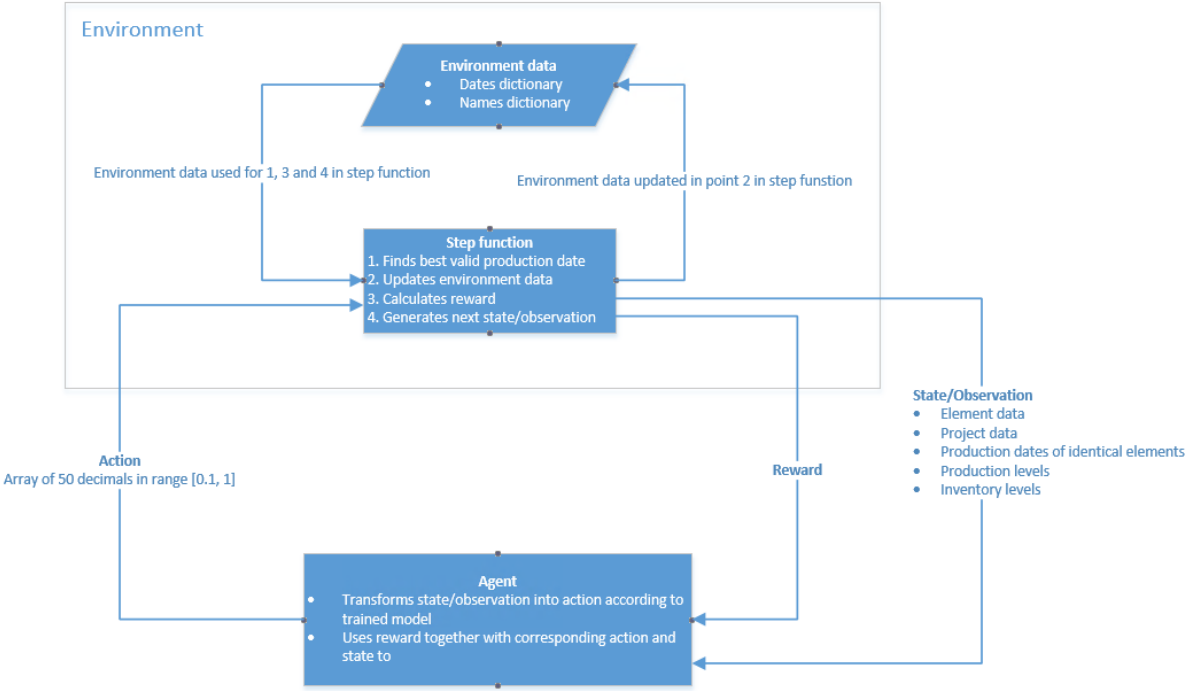 Environment
Environment data
• Dates dictionary
• Names dictionary
Environment data used for 1, 3 and 4 in step function
Environment data updated in point 2 in step funstion
Step function
1. Finds best valid production date
2. Updates environment data
3. Calculates reward
4. Generates next state/observation
State/Observation
• Element data
• Project data
• Production dates of identical elements
• Production levels
• Inventory levels
Action
Array of 50 decimals in range [0.1, 1]
Reward
Agent
• Transforms state/observation into action according to
trained model
• Uses reward together with corresponding action and
state to